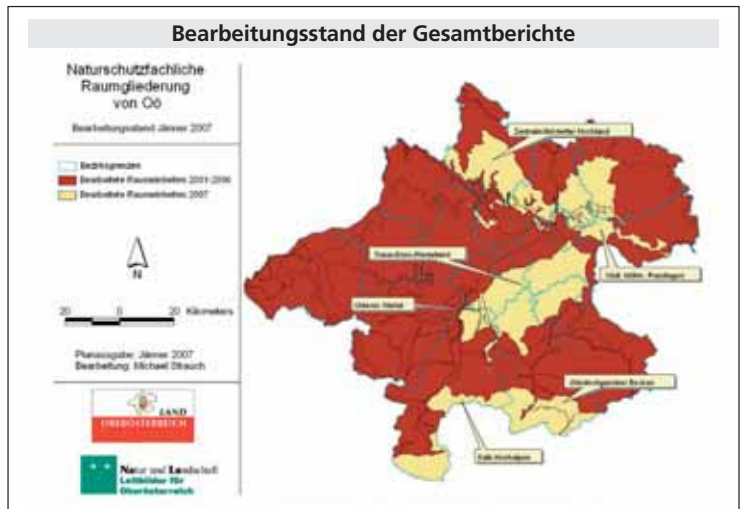 Bearbeitungsstand der Gesamtberichte
Naturschutzfachliche
Raumgliederung
von Oö
Bearbeitungsstand Jänner 2007
Bezirksgrenzen
Bearbeitete Raumeinheiten 2001-2006
Bearbeitete Raumeinheiten 2007
N
20 0 20 Kilometers
Planausgabe: Jänner 2007
Bearbeitung: Michael Strauch
LAND
OBERÖSTERREICH
Natur und Landschaft
Leitbilder für
Oberösterreich
Zentralmühlviertler Hochland
Traun-Enns-Riedelland
Unteres Trauntal
Kalk-Hochalpen